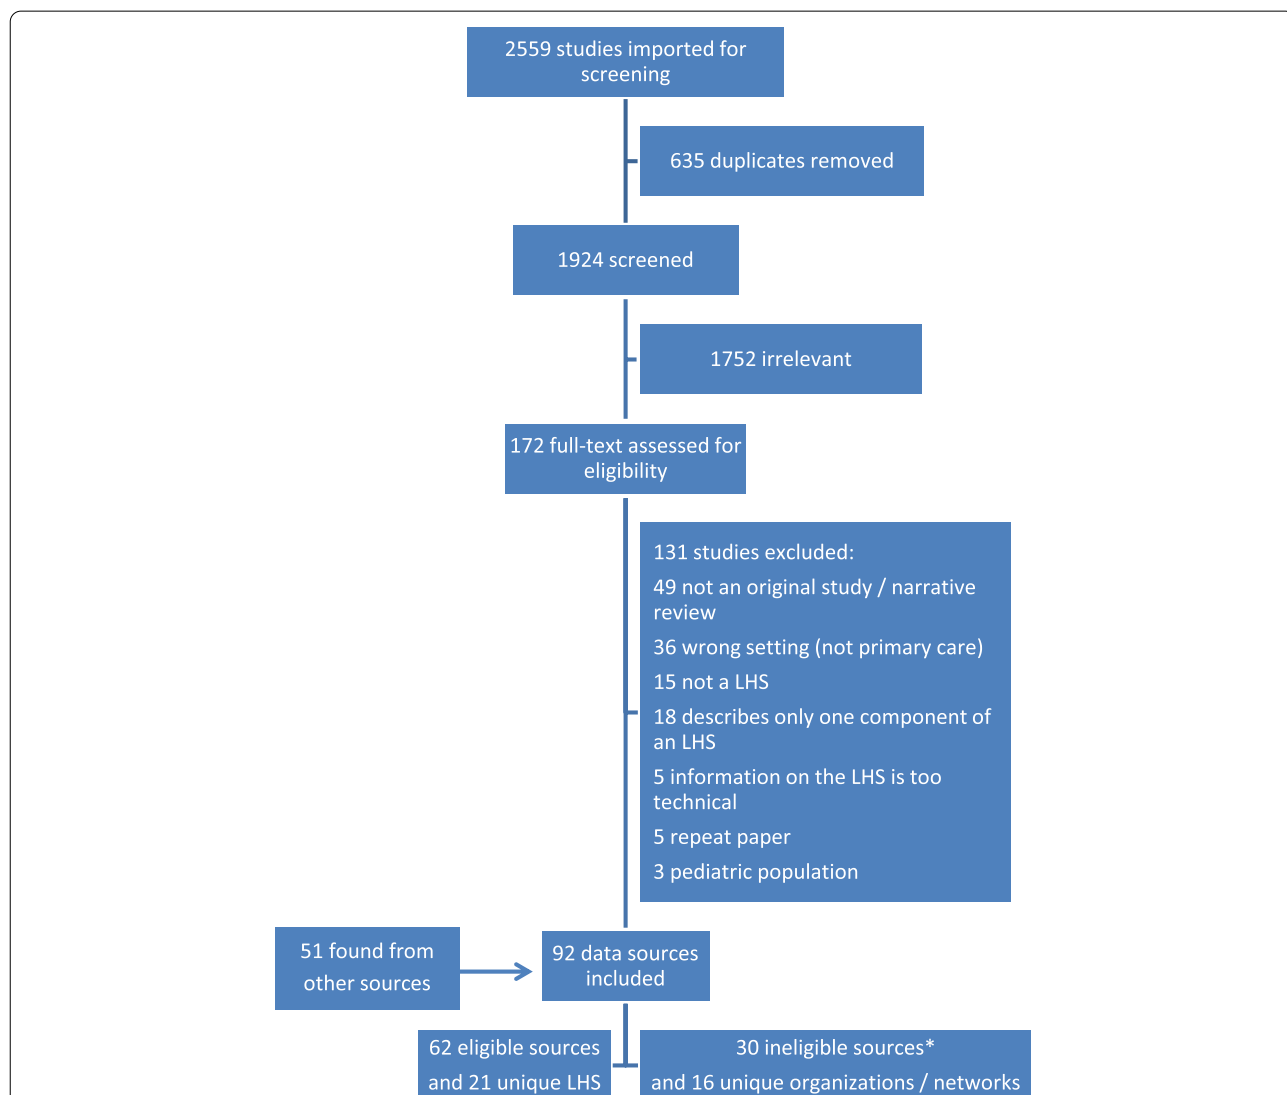 2559 studies imported for
screening
635 duplicates removed
1924 screened
1752 irrelevant
172 full-text assessed for
eligibility
131 studies excluded:
49 not an original study / narrative
review
36 wrong setting (not primary care)
15 not a LHS
18 describes only one component of
an LHS
5 information on the LHS is too
technical
5 repeat paper
3 pediatric population
51 found from
other sources
92 data sources
included
62 eligible sources
and 21 unique LHS
30 ineligible sources*
and 16 unique organizations / networks